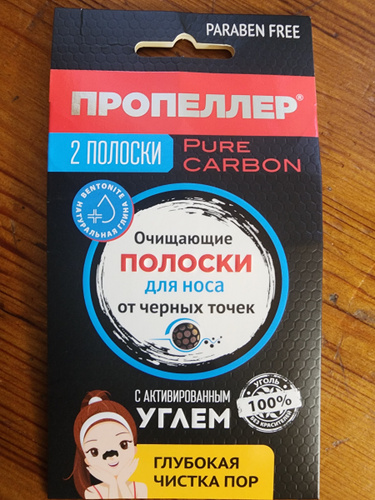 PARABEN FREE
ПРОПЕЛЛЕР®
2 ПОЛОСКИ
PURE
CARBON
BENTONITE
НАТУРАЛЬНАЯ ГЛИНА
Очищающие
ПОЛОСКИ
для носа
от черных точек
С АКТИВИРОВАННЫМ
УГЛЕМ
УГОЛЬ
100%
БЕЗ КРАСИТЕЛЕЙ
ГЛУБОКАЯ
ЧИСТКА ПОР